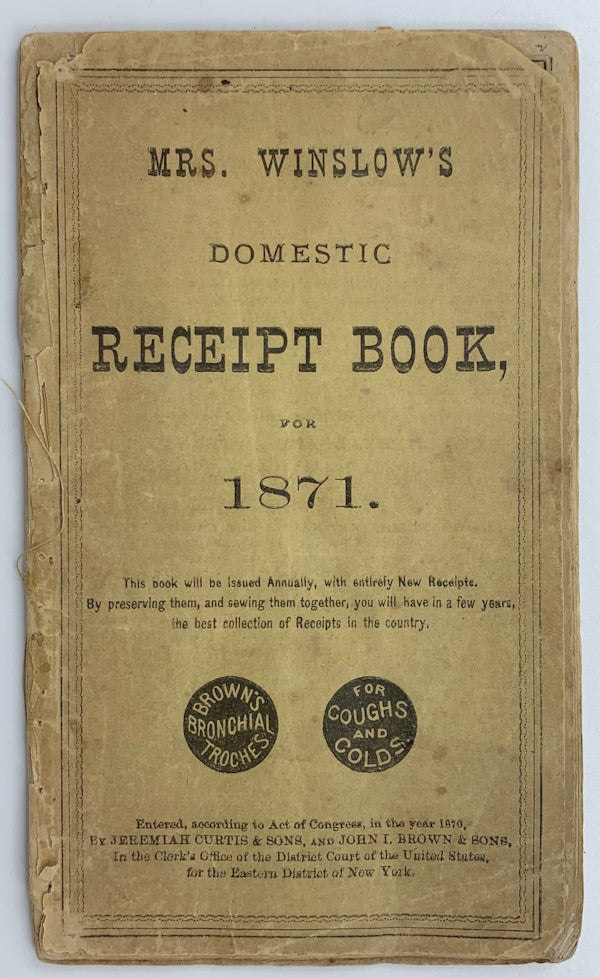 MRS. WINSLOW'S
DOMESTIC
RECEIPT BOOK,
FOR
1871.
This book will be issued Annually, with entirely New Receipts.
By preserving them, and sewing them together, you will have in a few years,
the best collection of Receipts in the country.
BROWN'S
BRONCHIAL
TROCHES
FOR
COUGHS
AND
COLDS.
Entered, according to Act of Congress, in the year 1870,
BY JEREMIAH CURTIS & SONS, AND JOHN I. BROWN & SONS,
In the Clerk's Office of the District Court of the United States,
for the Eastern District of New York.